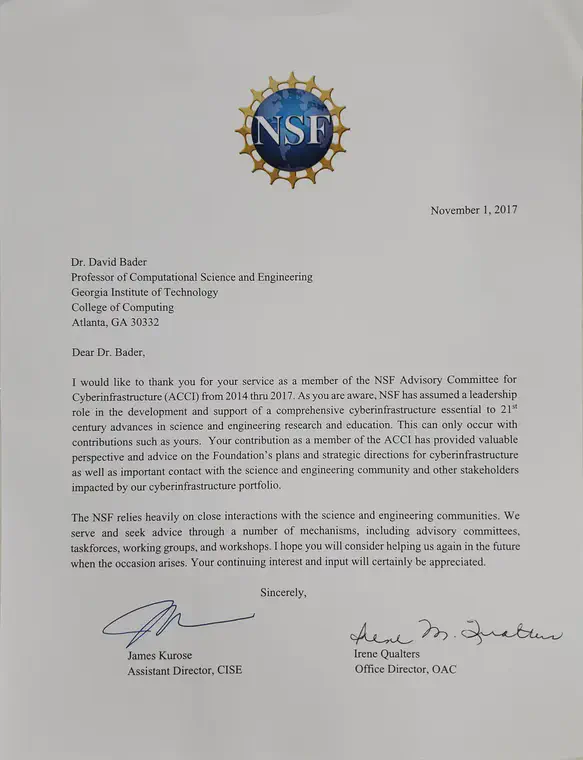 NSF
November 1, 2017
Dr. David Bader
Professor of Computational Science and Engineering
Georgia Institute of Technology
College of Computing
Atlanta, GA 30332
Dear Dr. Bader,
I would like to thank you for your service as a member of the NSF Advisory Committee for
Cyberinfrastructure (ACCI) from 2014 thru 2017. As you are aware, NSF has assumed a leadership
role in the development and support of a comprehensive cyberinfrastructure essential to 21st
century advances in science and engineering research and education. This can only occur with
contributions such as yours. Your contribution as a member of the ACCI has provided valuable
perspective and advice on the Foundation's plans and strategic directions for cyberinfrastructure
as well as important contact with the science and engineering community and other stakeholders
impacted by our cyberinfrastructure portfolio.
The NSF relies heavily on close interactions with the science and engineering communities. We
serve and seek advice through a number of mechanisms, including advisory committees,
taskforces, working groups, and workshops. I hope you will consider helping us again in the future
when the occasion arises. Your continuing interest and input will certainly be appreciated.
Sincerely,
Irene M. Qualters
James Kurose
Assistant Director, CISE
Irene Qualters
Office Director, OAC